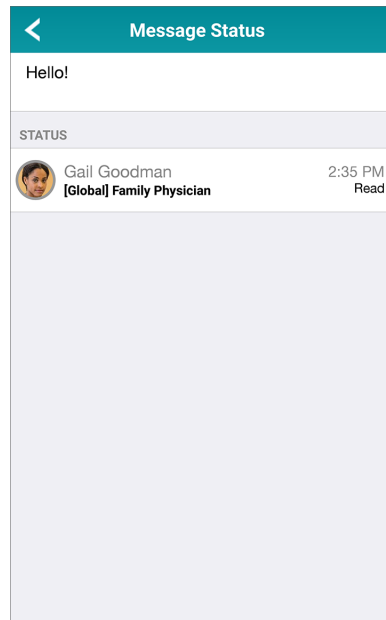 Message Status
Hello!
STATUS
Gail Goodman 2:35 PM
[Global] Family Physician Read